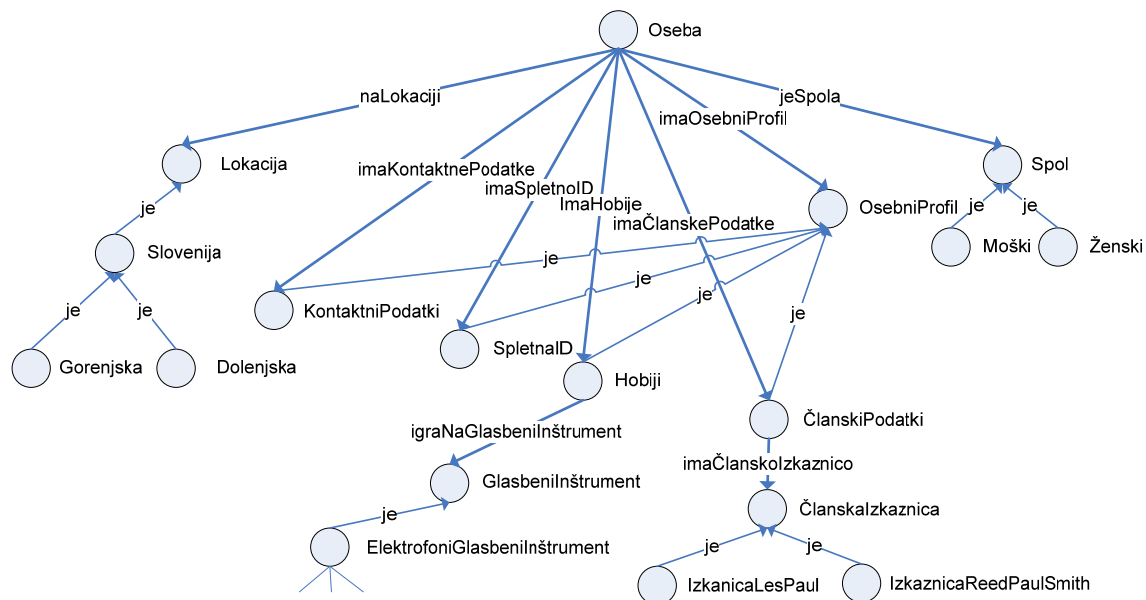 Oseba
naLokaciji
jeSpola
imaOsebniProfil
Lokacija
imaKontaktnePodatke
Spol
imaSpletnoID
ImaHobije
je
je
je
OsebniProfil
imaČlanskePodatke
Slovenija
Moški
Ženski
je
je
je
je
je
KontaktniPodatki
je
SpletnaID
Gorenjska
Dolenjska
Hobiji
igraNaGlasbeniInštrument
ČlanskiPodatki
imaČlanskoIzkaznico
GlasbeniInštrument
je
ČlanskaIzkaznica
ElektrofoniGlasbeniInštrument
je
je
IzkanicaLesPaul
IzkaznicaReedPaulSmith